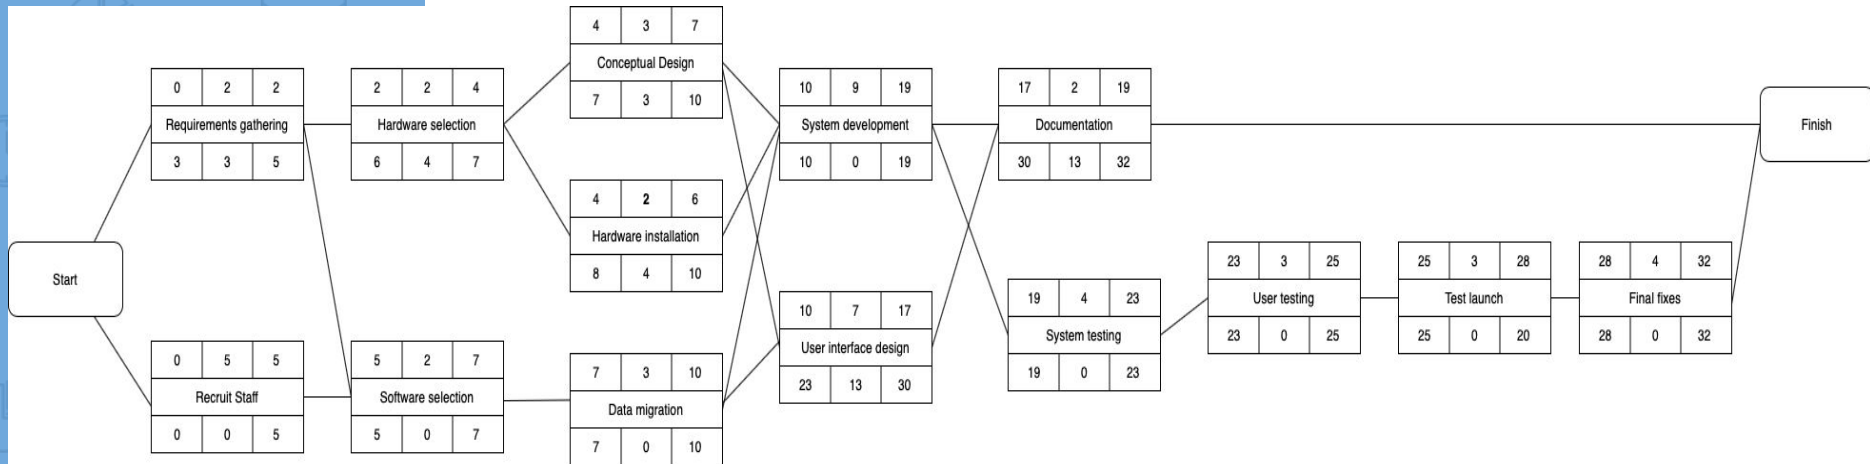 4 3 7
Conceptual Design
7 3 10
0 2 2
Requirements gathering
3 3 5
2 2 4
Hardware selection
6 4 7
10 9 19
System development
10 0 19
17 2 19
Documentation
30 13 32
Finish
4 2 6
Hardware installation
8 4 10
Start
23 3 25
User testing
23 0 25
25 3 28
Test launch
25 0 20
28 4 32
Final fixes
28 0 32
19 4 23
System testing
19 0 23
10 7 17
User interface design
23 13 30
0 5 5
Recruit Staff
0 0 5
5 2 7
Software selection
5 0 7
7 3 10
Data migration
7 0 10